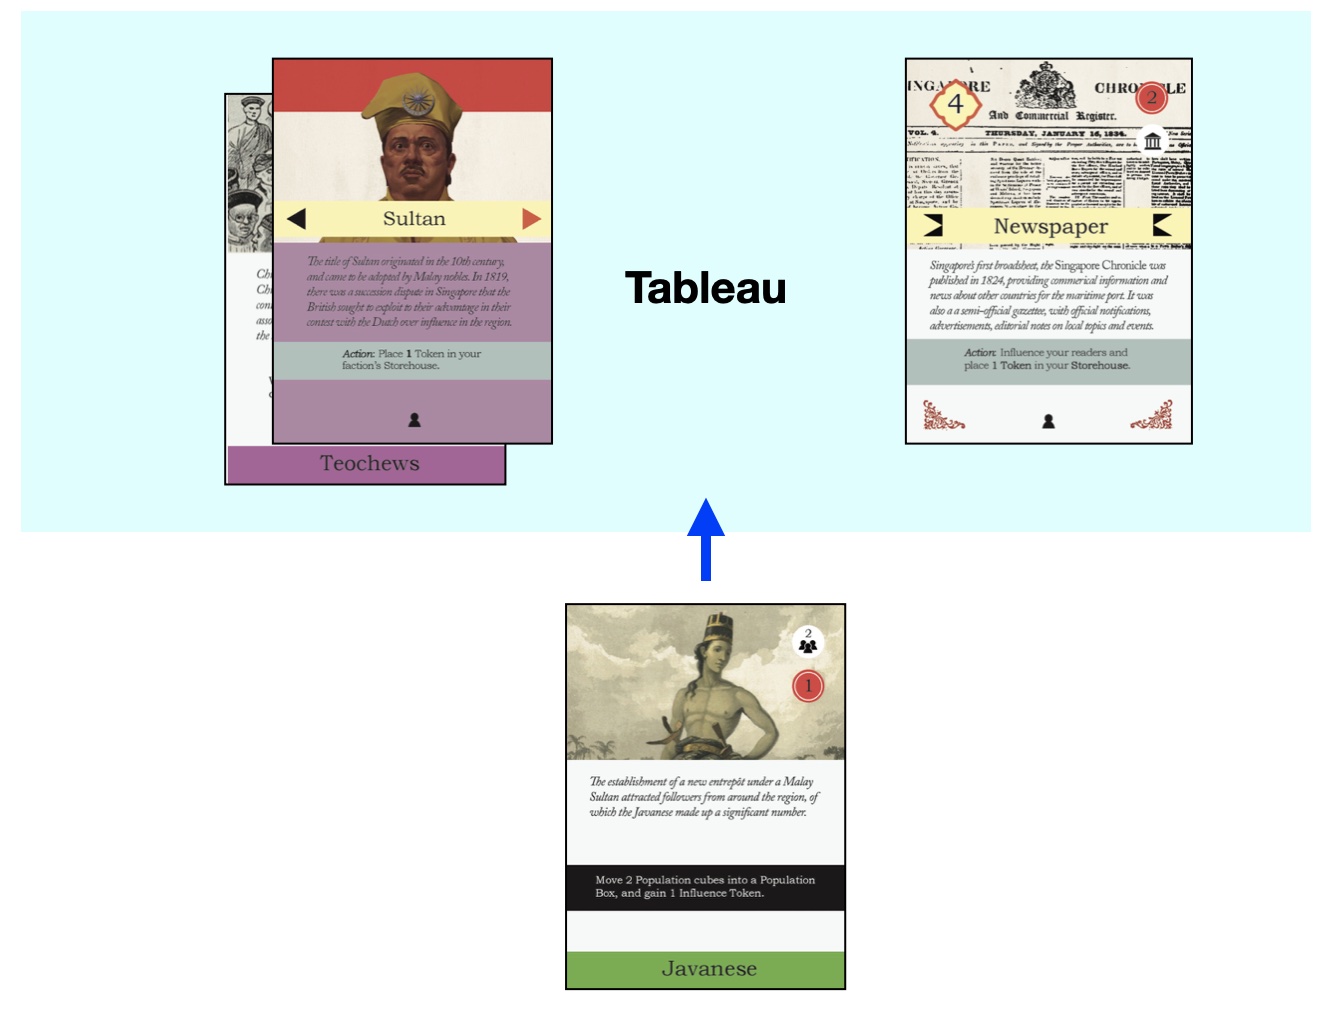 Sultan
The title of Sultan originated in the 10th century,
and came to be adopted by Malay nobles. In 1819,
there was a succession dispute in Singapore that the
British sought to exploit to their advantage in their
contest with the Dutch over influence in the region.
Action: Place 1 Token in your
faction's Storehouse.
Ch
Ch
con
asso
the
Teochews
Tableau
INGAPORE CHRONICLE
4
2
And Commercial Register.
VOL. 4. THURSDAY, JANUARY 16, 1834.
Newspaper
Singapore's first broadsheet, the Singapore Chronicle was
published in 1824, providing commerical information and
news about other countries for the maritime port. It was
also a a semi-official gazettee, with official notifications,
advertisements, editorial notes on local topics and events.
Action: Influence your readers and
place 1 Token in your Storehouse.
2
1
The establishment of a new entrepôt under a Malay
Sultan attracted followers from around the region, of
which the Javanese made up a significant number.
Move 2 Population cubes into a Population
Box, and gain 1 Influence Token.
Javanese